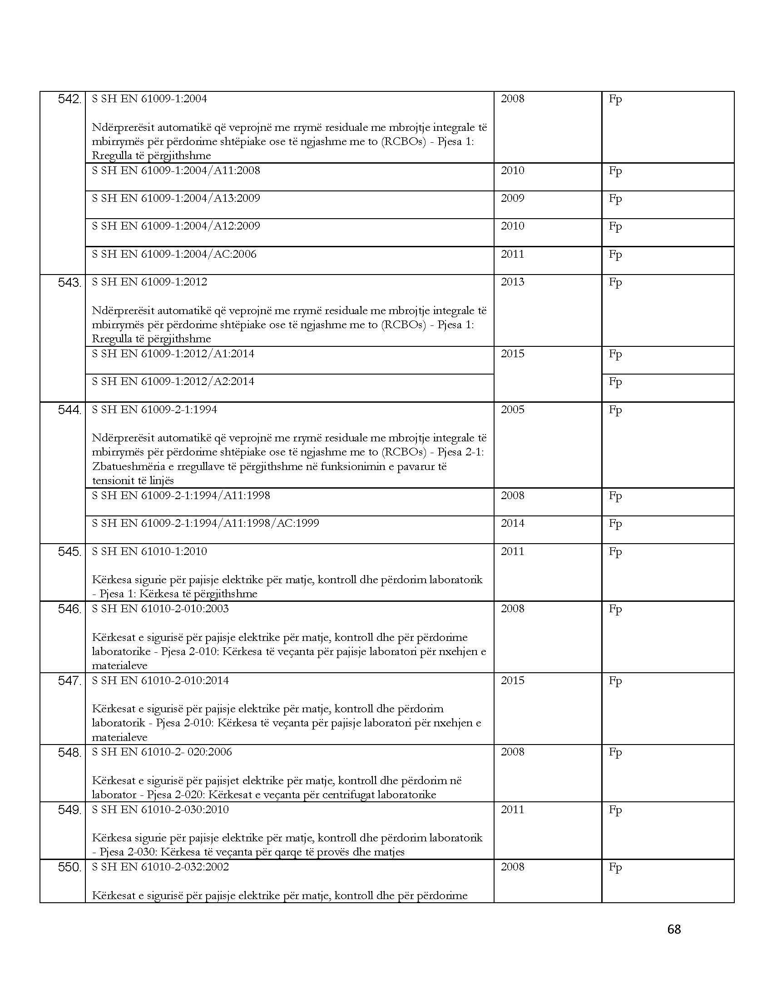 542. S SH EN 61009-1:2004 2008 Fp
Ndërprerësit automatikë që veprojnë me rrymë residuale me mbrojtje integrale të
mbirrymës për përdorime shtëpiake ose të ngjashme me to (RCBOs) - Pjesa 1:
Rregulla të përgjithshme
S SH EN 61009-1:2004/A11:2008 2010 Fp
S SH EN 61009-1:2004/A13:2009 2009 Fp
S SH EN 61009-1:2004/A12:2009 2010 Fp
S SH EN 61009-1:2004/AC:2006 2011 Fp
543. S SH EN 61009-1:2012 2013 Fp
Ndërprerësit automatikë që veprojnë me rrymë residuale me mbrojtje integrale të
mbirrymës për përdorime shtëpiake ose të ngjashme me to (RCBOs) - Pjesa 1:
Rregulla të përgjithshme
S SH EN 61009-1:2012/A1:2014 2015 Fp
S SH EN 61009-1:2012/A2:2014 Fp
544. S SH EN 61009-2-1:1994 2005 Fp
Ndërprerësit automatikë që veprojnë me rrymë residuale me mbrojtje integrale të
mbirrymës për përdorime shtëpiake ose të ngjashme me to (RCBOs) - Pjesa 2-1:
Zbatueshmëria e rregullave të përgjithshme në funksionimin e pavarur të
tensionit të linjës
S SH EN 61009-2-1:1994/A11:1998 2008 Fp
S SH EN 61009-2-1:1994/A11:1998/AC:1999 2014 Fp
545. S SH EN 61010-1:2010 2011 Fp
Kërkesa sigurie për pajisje elektrike për matje, kontroll dhe përdorim laboratorik
- Pjesa 1: Kërkesa të përgjithshme
546. S SH EN 61010-2-010:2003 2008 Fp
Kërkesat e sigurisë për pajisje elektrike për matje, kontroll dhe për përdorime
laboratorike - Pjesa 2-010: Kërkesa të veçanta për pajisje laboratori për nxehjen e
materialeve
547. S SH EN 61010-2-010:2014 2015 Fp
Kërkesat e sigurisë për pajisje elektrike për matje, kontroll dhe përdorim
laboratorik - Pjesa 2-010: Kërkesa të veçanta për pajisje laboratori për nxehjen e
materialeve
548. S SH EN 61010-2- 020:2006 2008 Fp
Kërkesat e sigurisë për pajisjet elektrike për matje, kontroll dhe përdorim në
laborator - Pjesa 2-020: Kërkesat e veçanta për centrifugat laboratorike
549. S SH EN 61010-2-030:2010 2011 Fp
Kërkesa sigurie për pajisje elektrike për matje, kontroll dhe përdorim laboratorik
- Pjesa 2-030: Kërkesa të veçanta për qarqe të provës dhe matjes
550. S SH EN 61010-2-032:2002 2008 Fp
Kërkesat e sigurisë për pajisje elektrike për matje, kontroll dhe për përdorime
68